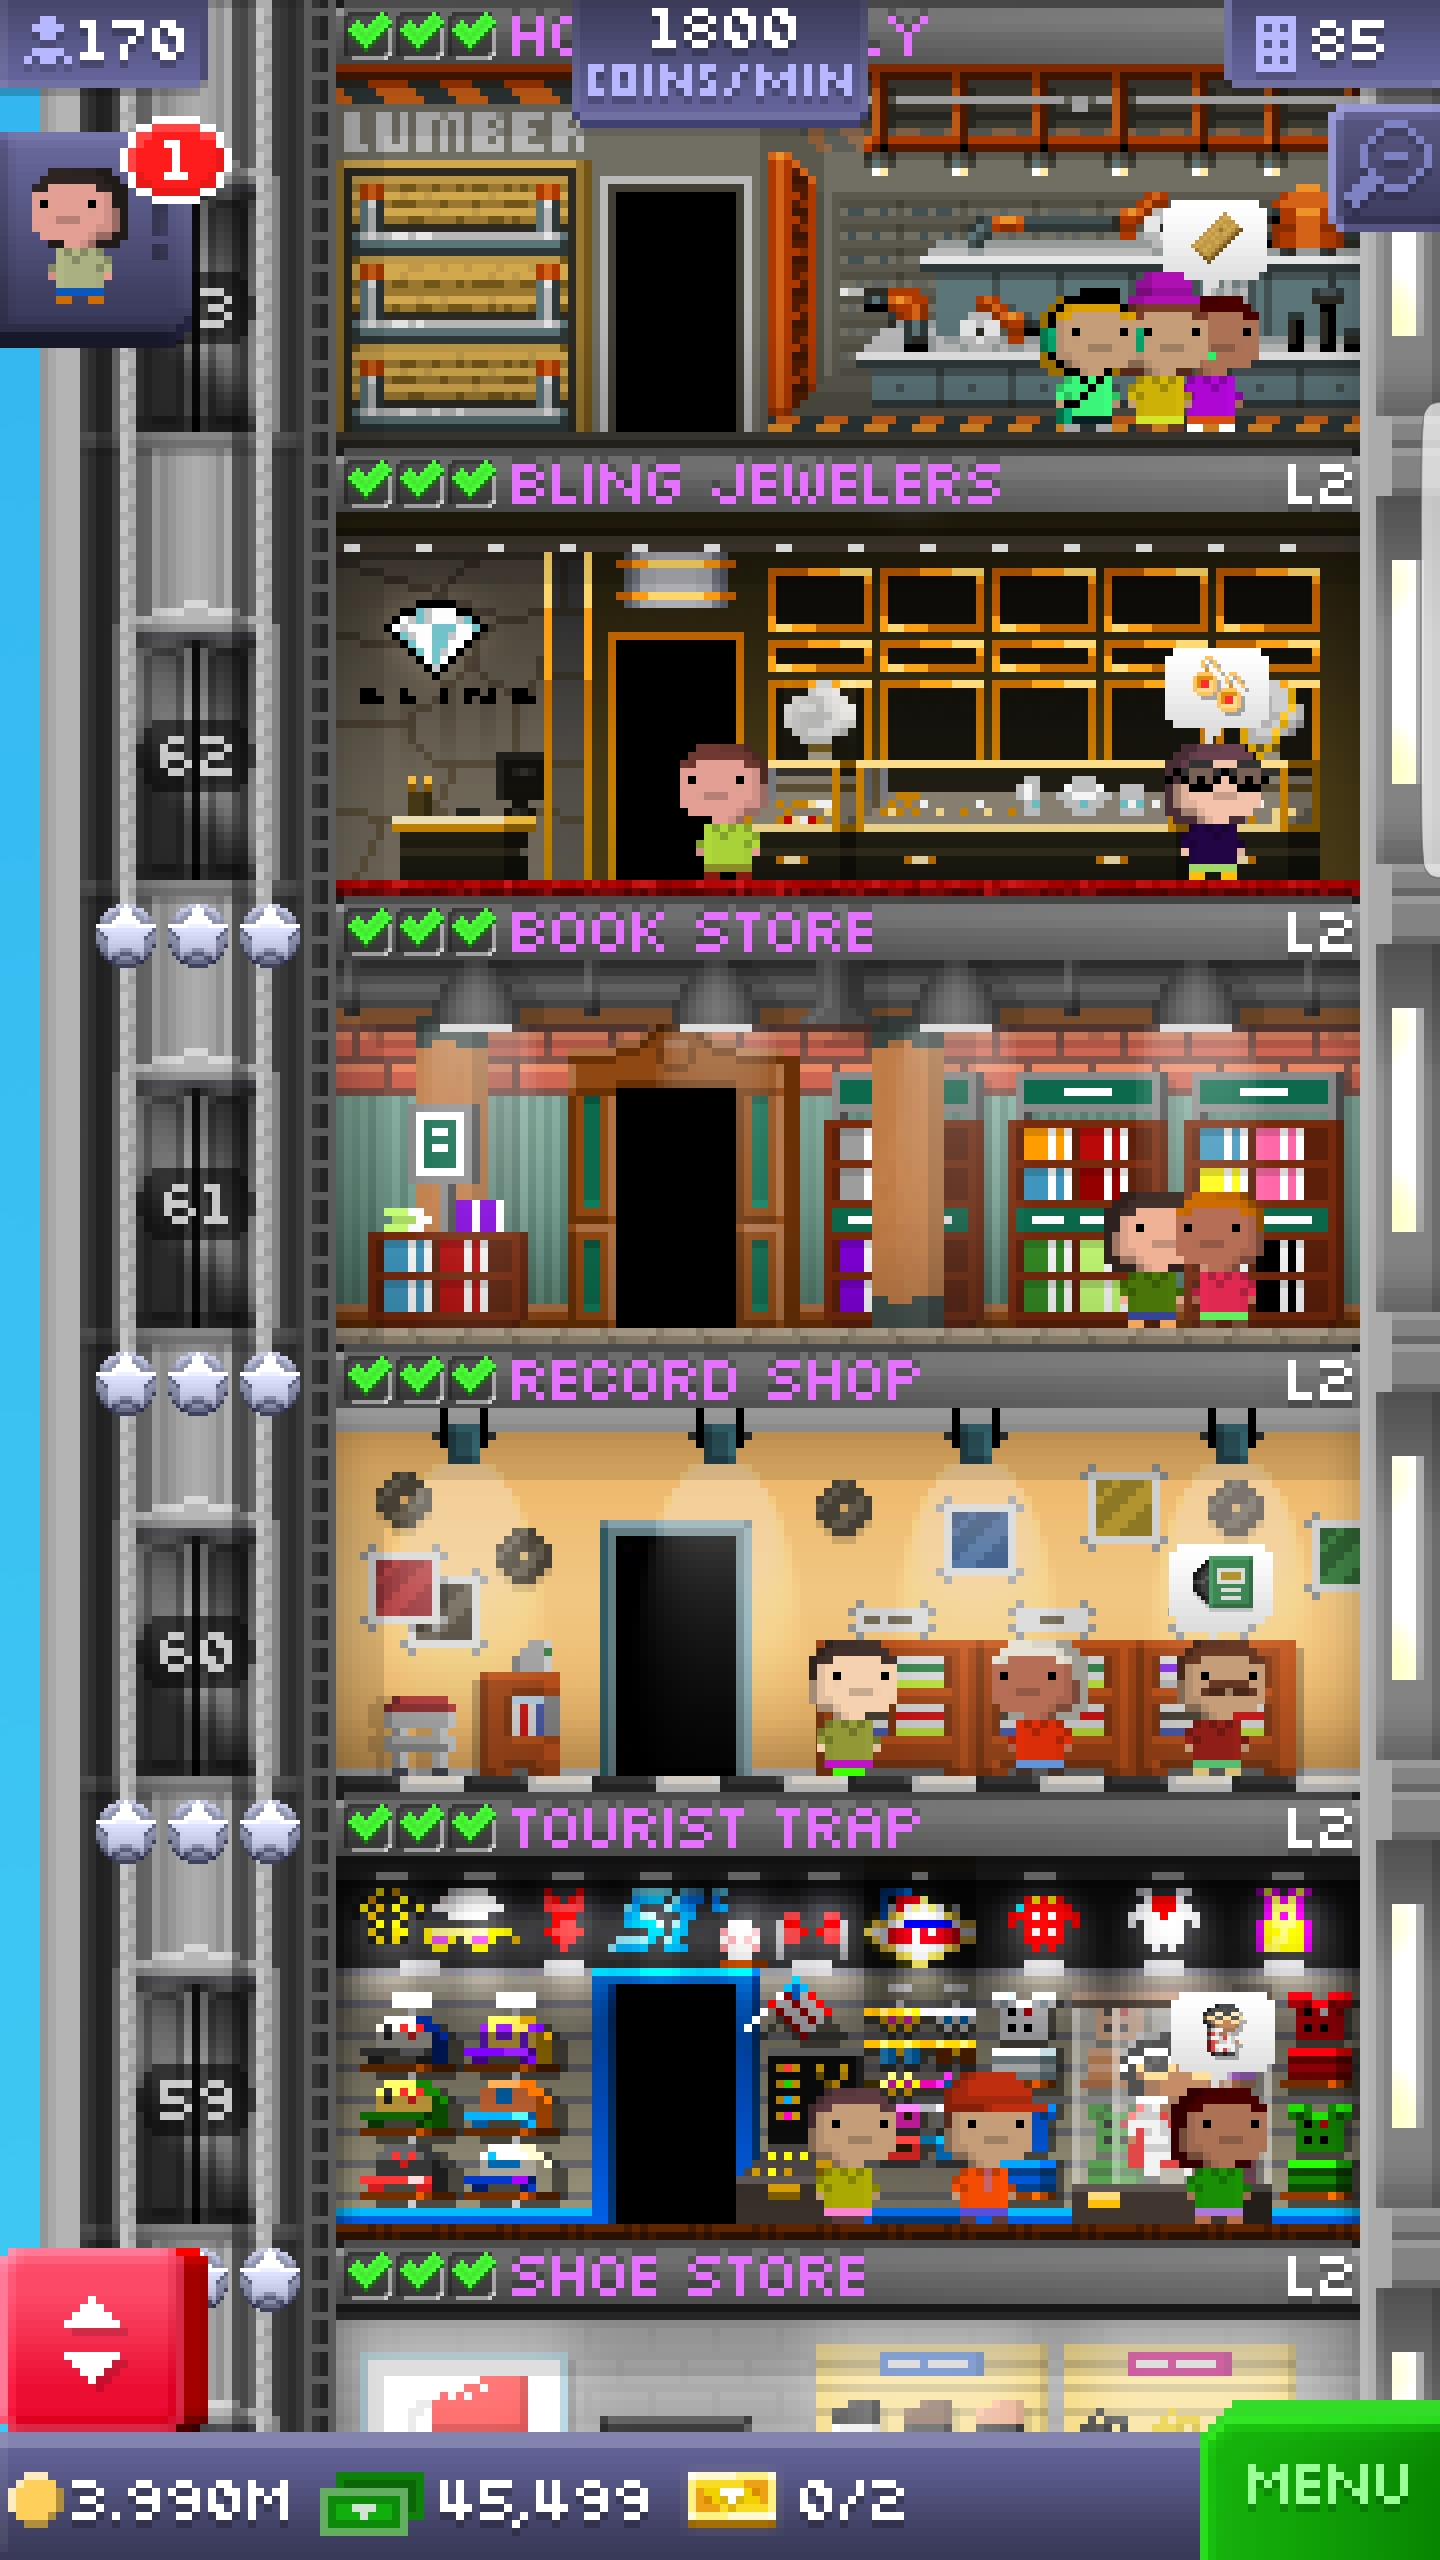 170
1800
COINS/MIN
85
1
LUMBER
3
BLING JEWELERS L2
BLING
62
BOOK STORE L2
61
RECORD SHOP L2
60
TOURIST TRAP L2
59
SHOE STORE L2
3.990M 45,499 0/2
MENU